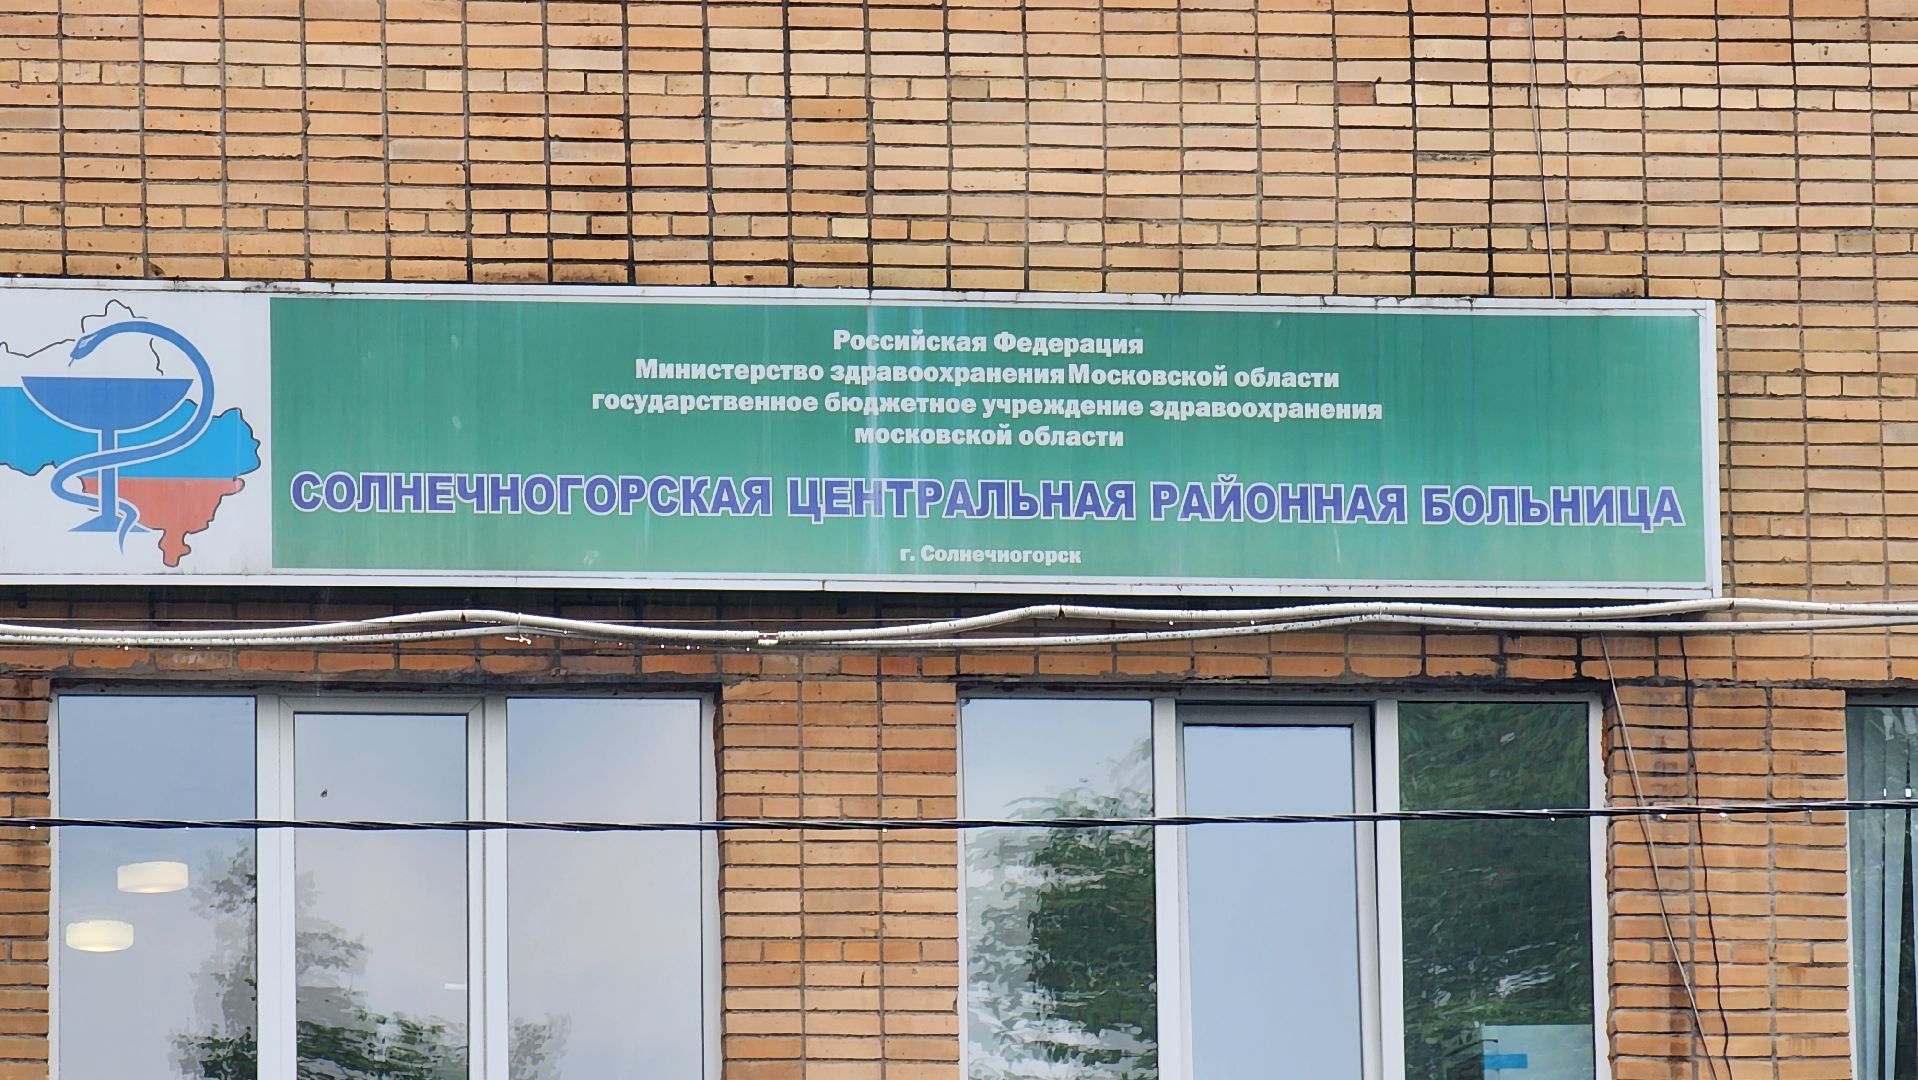 Российская Федерация
Министерство здравоохранения Московской области
государственное бюджетное учреждение здравоохранения
московской области
СОЛНЕЧНОГОРСКАЯ ЦЕНТРАЛЬНАЯ РАЙОННАЯ БОЛЬНИЦА
г. Солнечногорск